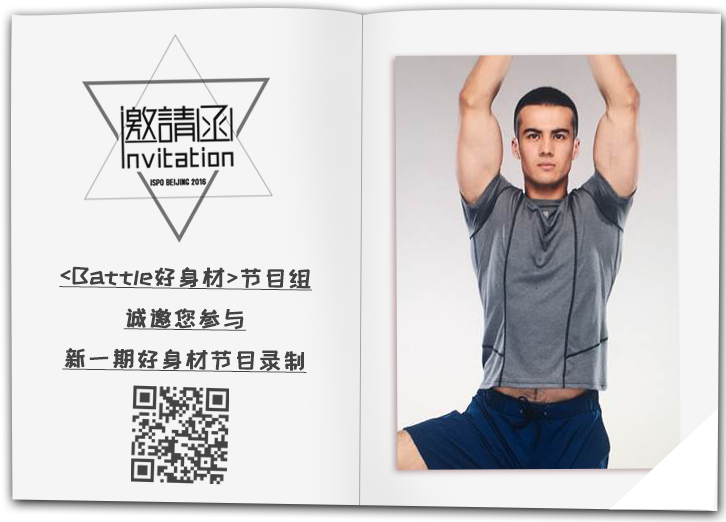 邀請函
Invitation
ISPO BEIJING 2016
<Battle好身材>节目组
诚邀您参与
新一期好身材节目录制